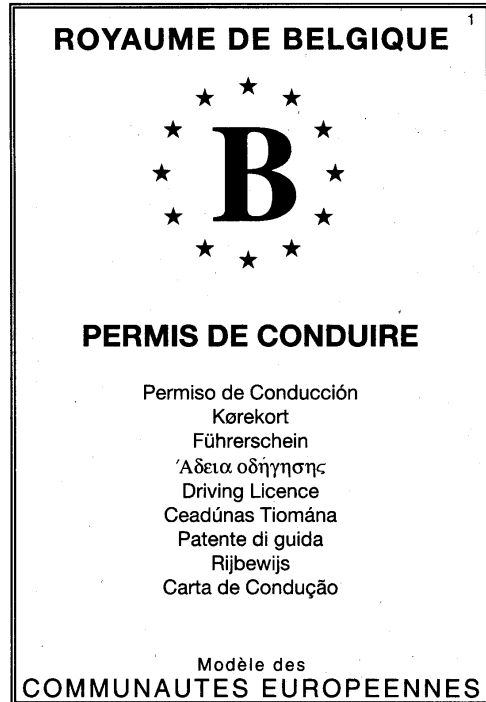 1
ROYAUME DE BELGIQUE
B
PERMIS DE CONDUIRE
Permiso de Conducción
Kørekort
Führerschein
Άδεια οδήγησης
Driving Licence
Ceadúnas Tiomána
Patente di guida
Rijbewijs
Carta de Condução
Modèle des
COMMUNAUTES EUROPEENNES